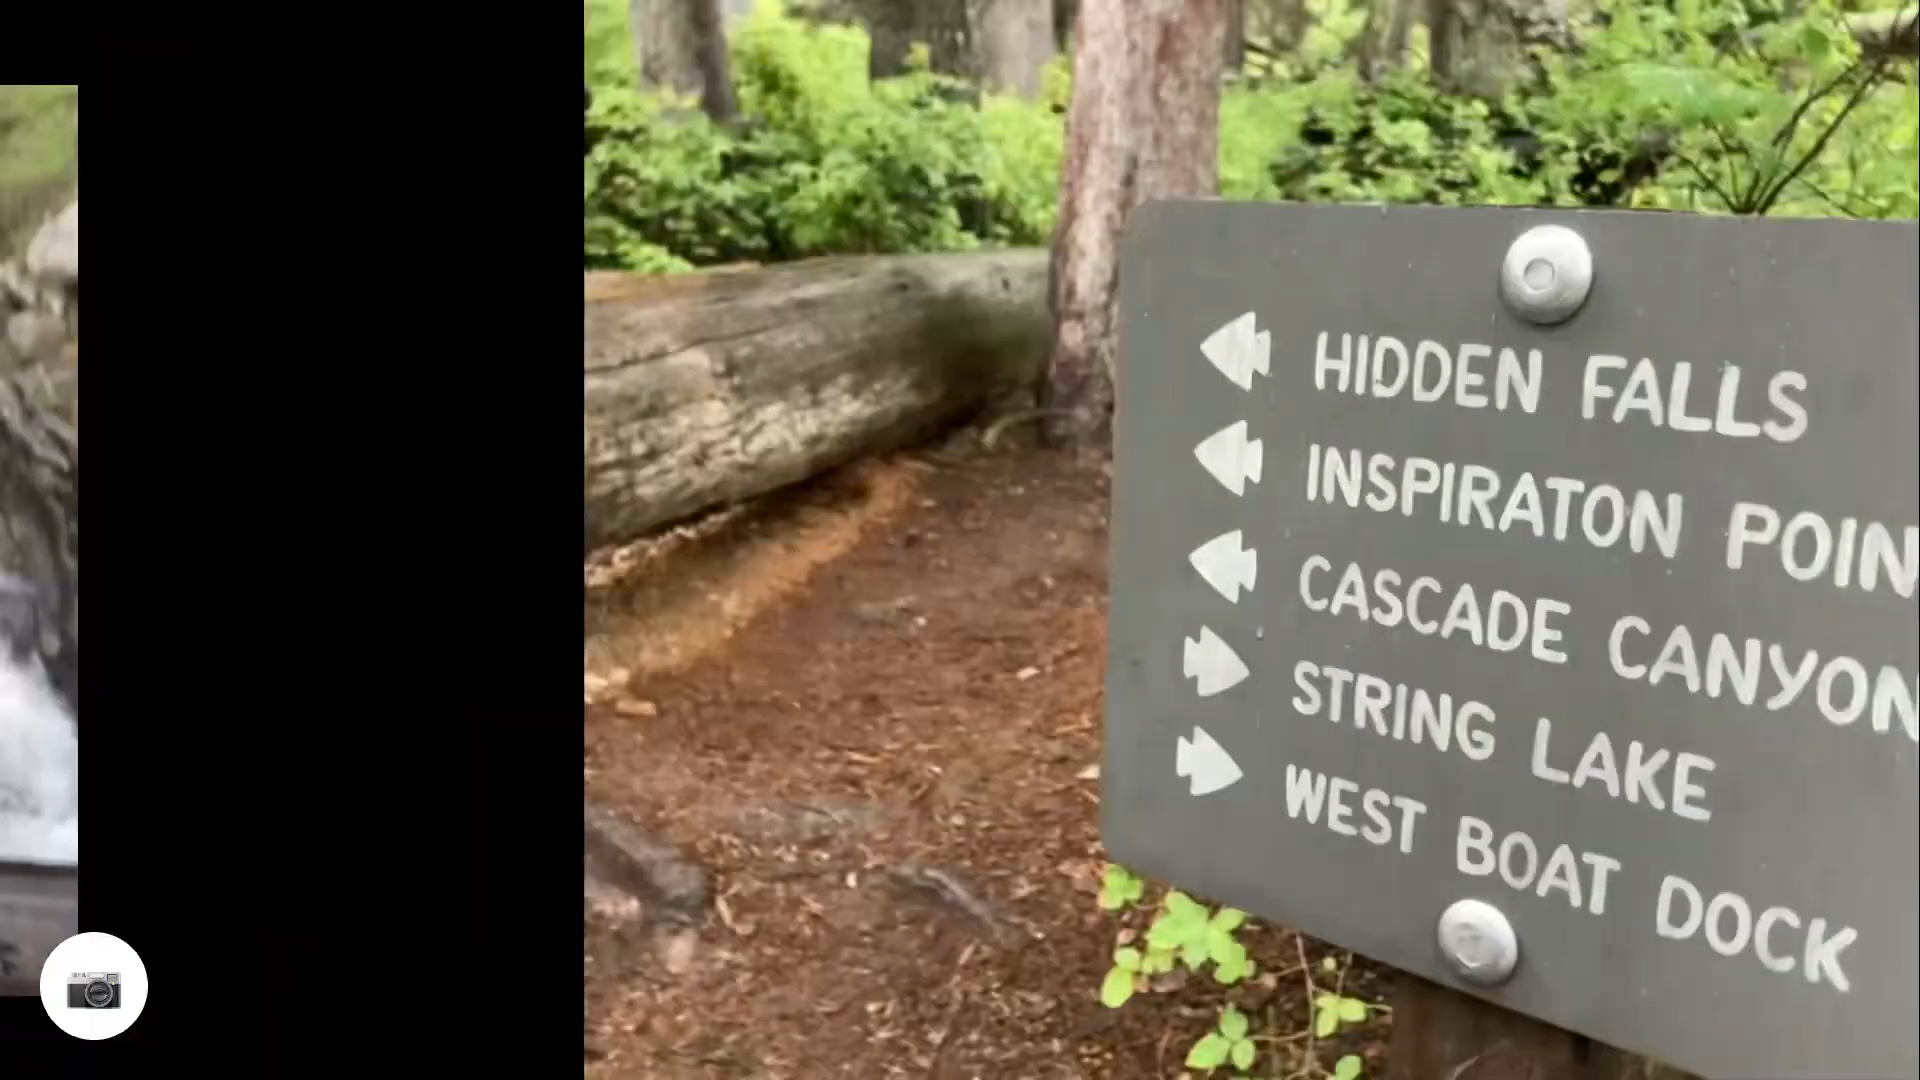 HIDDEN FALLS
INSPIRATON POIN
CASCADE CANYON
STRING LAKE
WEST BOAT DOCK